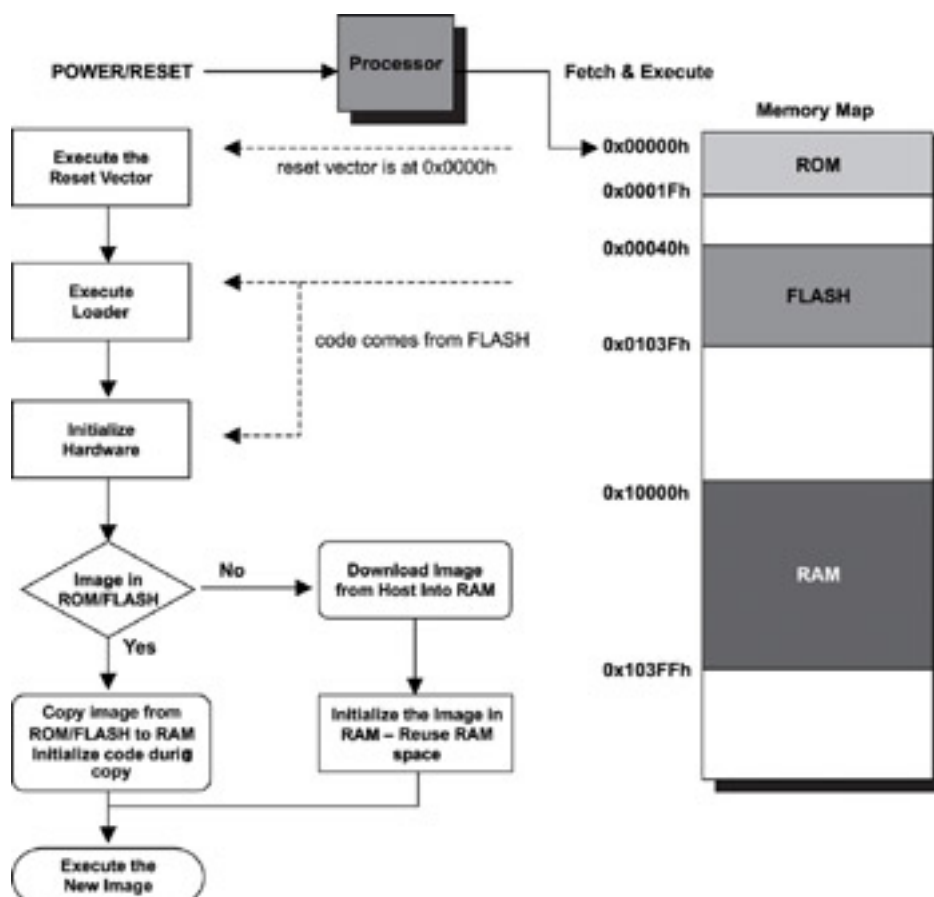 POWER/RESET
Processor
Fetch & Execute
Memory Map
Execute the
Reset Vector
reset vector is at 0x0000h
0x00000h
ROM
0x0001Fh
0x00040h
Execute
Loader
FLASH
code comes from FLASH
0x0103Fh
Initialize
Hardware
0x10000h
Image in
ROM/FLASH
No
Yes
Download Image
from Host Into RAM
RAM
0x103FFh
Copy image from
ROM/FLASH to RAM
Initialize code durig
copy
Initialize the Image in
RAM – Reuse RAM
space
Execute the
New Image